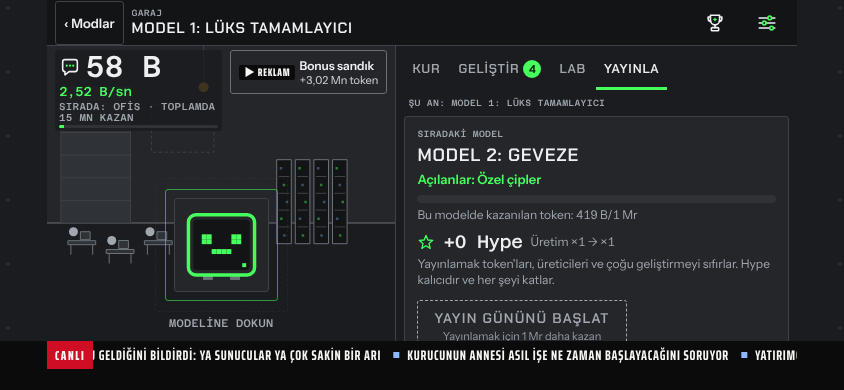 ‹ Modlar
GARAJ
MODEL 1: LÜKS TAMAMLAYICI
58 B
2,52 B/sn
SIRADA: OFİS · TOPLAMDA
15 MN KAZAN
REKLAM
Bonus sandık
+3,02 Mn token
MODELİNE DOKUN
KUR
GELİŞTİR 4
LAB
YAYINLA
ŞU AN: MODEL 1: LÜKS TAMAMLAYICI
SIRADAKİ MODEL
MODEL 2: GEVEZE
Açılanlar: Özel çipler
Bu modelde kazanılan token: 419 B/1 Mr
+0 Hype Üretim ×1 → ×1
Yayınlamak token'ları, üreticileri ve çoğu geliştirmeyi sıfırlar. Hype
kalıcıdır ve her şeyi katlar.
YAYIN GÜNÜNÜ BAŞLAT
Yayınlamak için 1 Mr daha kazan
CANLI GELDİĞİNİ BİLDİRDİ: YA SUNUCULAR YA ÇOK SAKİN BİR ARI ▪ KURUCUNUN ANNESİ ASIL İŞE NE ZAMAN BAŞLAYACAĞINI SORUYOR ▪ YATIRIM